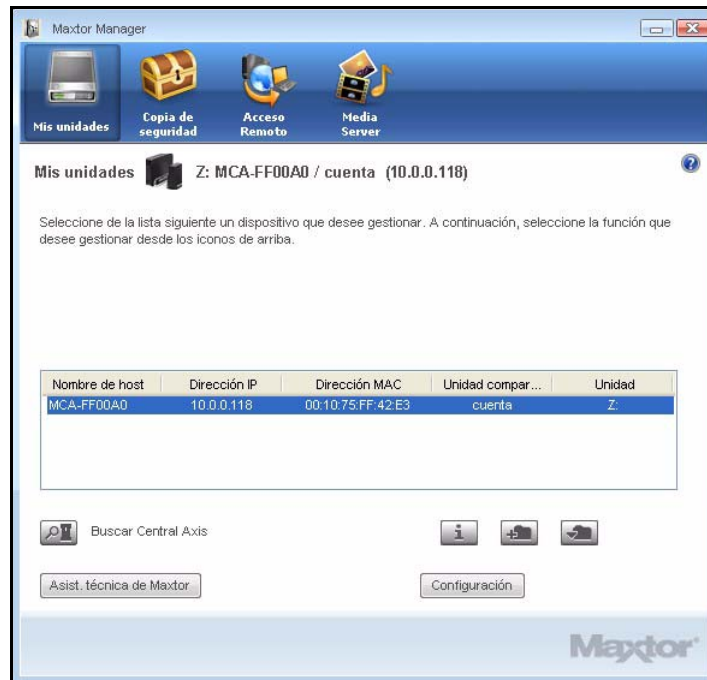 Maxtor Manager
Mis unidades
Copia de
seguridad
Acceso
Remoto
Media
Server
Mis unidades Z: MCA-FF00A0 / cuenta (10.0.0.118)
Seleccione de la lista siguiente un dispositivo que desee gestionar. A continuación, seleccione la función que
desee gestionar desde los iconos de arriba.
Nombre de host Dirección IP Dirección MAC Unidad compar... Unidad
MCA-FF00A0 10.0.0.118 00:10:75:FF:42:E3 cuenta Z:
Buscar Central Axis
Asist. técnica de Maxtor Configuración
Maxtor